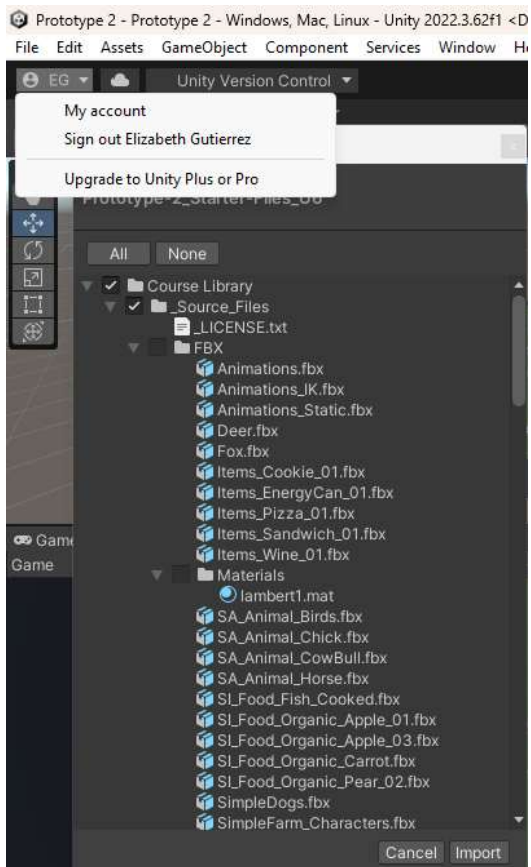 Prototype 2 - Prototype 2 - Windows, Mac, Linux - Unity 2022.3.62f1 <D
File Edit Assets GameObject Component Services Window
EG Unity Version Control
My account
Sign out Elizabeth Gutierrez
Upgrade to Unity Plus or Pro
Prototype-2_Starter-Files_U6
All None
Course Library
_Source_Files
_LICENSE.txt
FBX
Animations.fbx
Animations_IK.fbx
Animations_Static.fbx
Deer.fbx
Fox.fbx
Items_Cookie_01.fbx
Items_EnergyCan_01.fbx
Items_Pizza_01.fbx
Items_Sandwich_01.fbx
Items_Wine_01.fbx
Game
Game
Materials
lambert1.mat
SA_Animal_Birds.fbx
SA_Animal_Chick.fbx
SA_Animal_CowBull.fbx
SA_Animal_Horse.fbx
SI_Food_Fish_Cooked.fbx
SI_Food_Organic_Apple_01.fbx
SI_Food_Organic_Apple_03.fbx
SI_Food_Organic_Carrot.fbx
SI_Food_Organic_Pear_02.fbx
SimpleDogs.fbx
SimpleFarm_Characters.fbx
Cancel Import